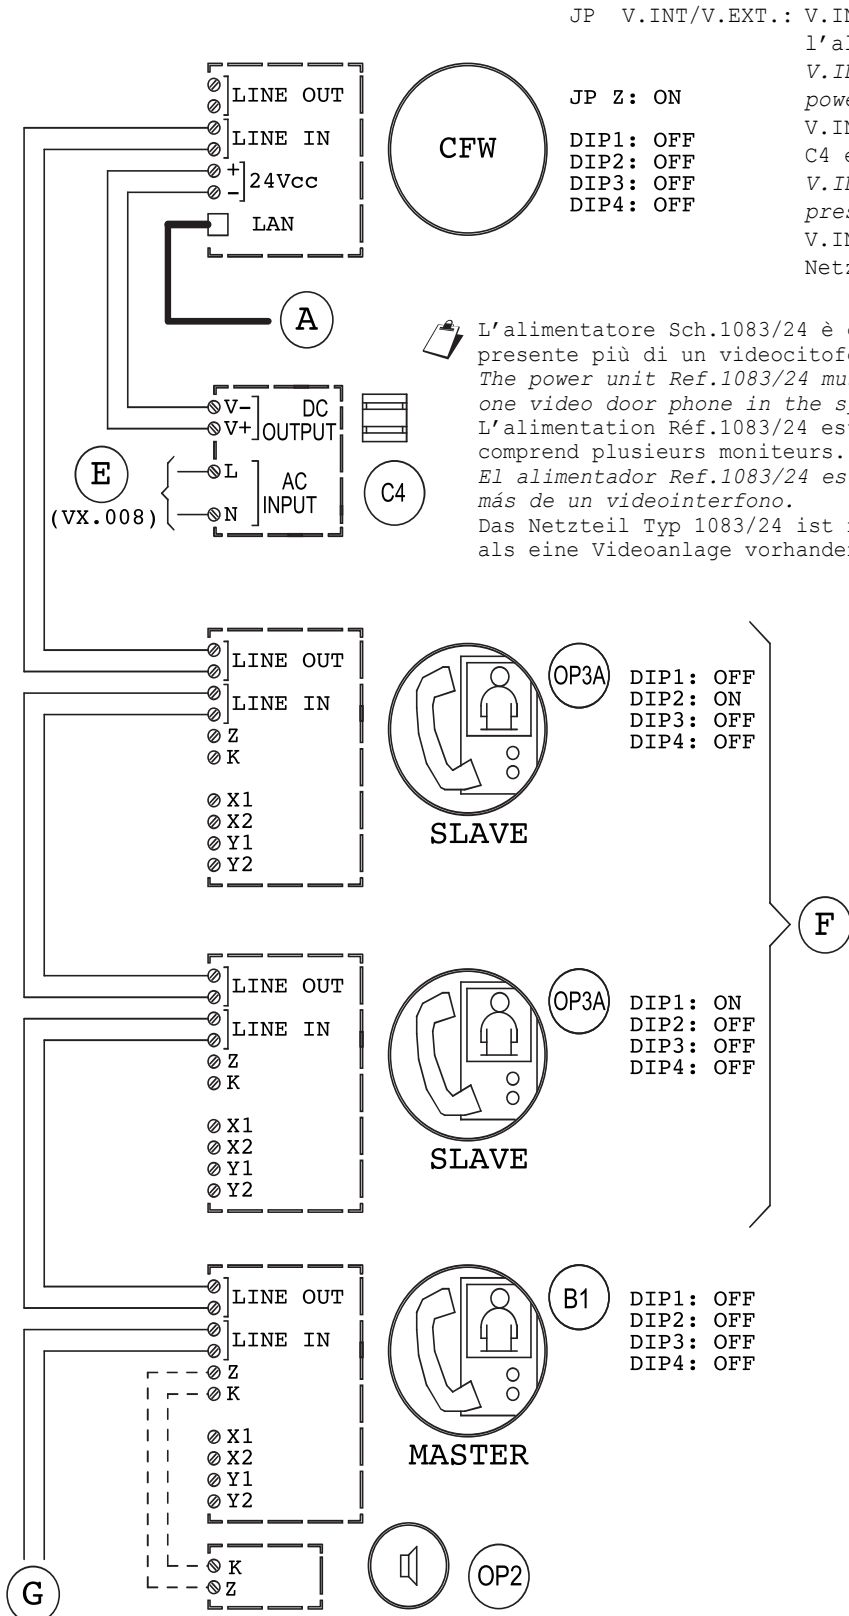 JP V.INT/V.EXT.: V.IN
l'al
V.IN
JP Z: ON
powe
V.IN
DIP1: OFF
DIP2: OFF
DIP3: OFF
DIP4: OFF
C4 e
V.IN
pres
V.IN
Netz
CFW
LINE OUT
LINE IN
+
-
24Vcc
LAN
A
L'alimentatore Sch.1083/24 è
presente più di un videocitofo
The power unit Ref.1083/24 mu
one video door phone in the s
L'alimentation Réf.1083/24 est
comprend plusieurs moniteurs.
El alimentador Ref.1083/24 es
más de un videointerfono.
Das Netzteil Typ 1083/24 ist
als eine Videoanlage vorhanden
V-
V+
DC
OUTPUT
L
N
AC
INPUT
E
(VX.008)
C4
LINE OUT
LINE IN
Z
K
X1
X2
Y1
Y2
SLAVE
OP3A
DIP1: OFF
DIP2: ON
DIP3: OFF
DIP4: OFF
F
LINE OUT
LINE IN
Z
K
X1
X2
Y1
Y2
SLAVE
OP3A
DIP1: ON
DIP2: OFF
DIP3: OFF
DIP4: OFF
LINE OUT
LINE IN
Z
K
X1
X2
Y1
Y2
MASTER
B1
DIP1: OFF
DIP2: OFF
DIP3: OFF
DIP4: OFF
K
Z
OP2
G